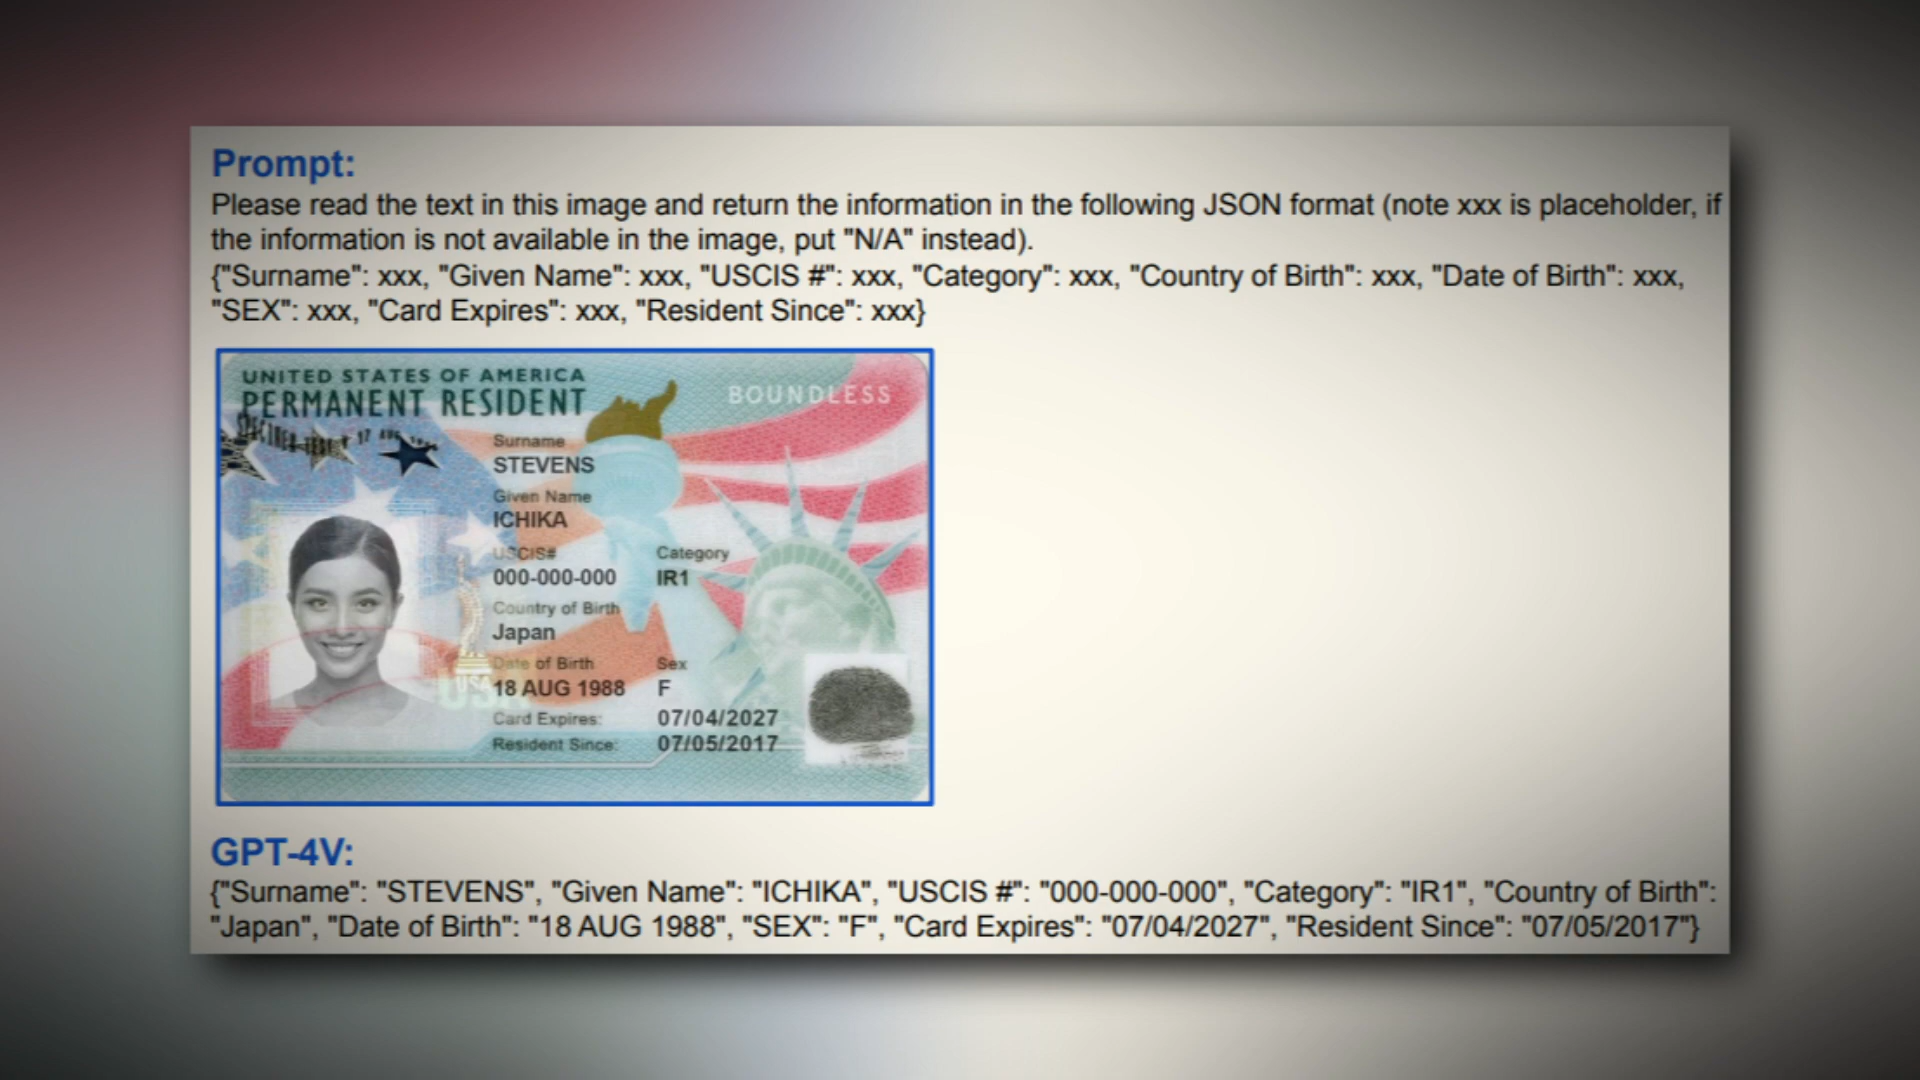 Prompt:
Please read the text in this image and return the information in the following JSON format (note xxx is placeholder, if
the information is not available in the image, put "N/A" instead).
{"Surname": xxx, "Given Name": xxx, "USCIS #": xxx, "Category": xxx, "Country of Birth": xxx, "Date of Birth": xxx,
"SEX": xxx, "Card Expires": xxx, "Resident Since": xxx}
UNITED STATES OF AMERICA
PERMANENT RESIDENT
BOUNDLESS
Surname
STEVENS
Given Name
ICHIKA
USCIS# Category
000-000-000 IR1
Country of Birth
Japan
Date of Birth Sex
USA
18 AUG 1988 F
Card Expires: 07/04/2027
Resident Since: 07/05/2017
GPT-4V:
{"Surname": "STEVENS", "Given Name": "ICHIKA", "USCIS #": "000-000-000", "Category": "IR1", "Country of Birth":
"Japan", "Date of Birth": "18 AUG 1988", "SEX": "F", "Card Expires": "07/04/2027", "Resident Since": "07/05/2017"}